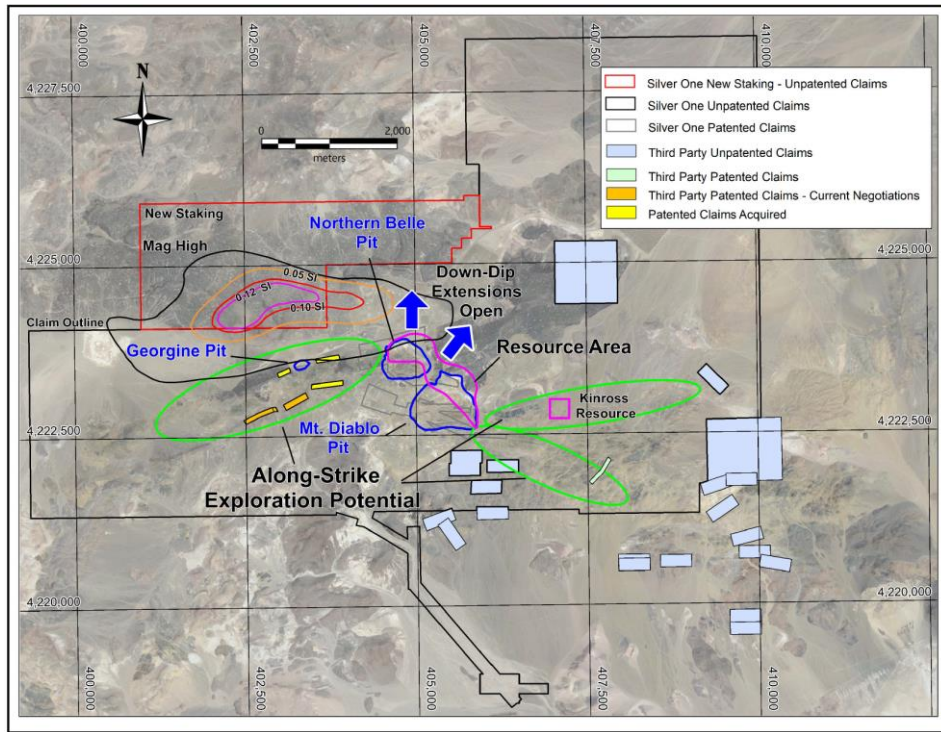 400,000
402,500
405,000
407,500
410,000
4,227,500
N
0
2,000
meters
Silver One New Staking - Unpatented Claims
Silver One Unpatented Claims
Silver One Patented Claims
Third Party Unpatented Claims
Third Party Patented Claims
Third Party Patented Claims - Current Negotiations
Patented Claims Acquired
New Staking
Mag High
Northern Belle
Pit
4,225,000
4,225,000
0.05 SI
0.12 SI
0.10 SI
Down-Dip
Extensions
Open
Claim Outline
Georgine Pit
Resource Area
Kinross
Resource
4,222,500
4,222,500
Mt. Diablo
Pit
Along-Strike
Exploration Potential
4,220,000
4,220,000
400,000
402,500
405,000
407,500
410,000